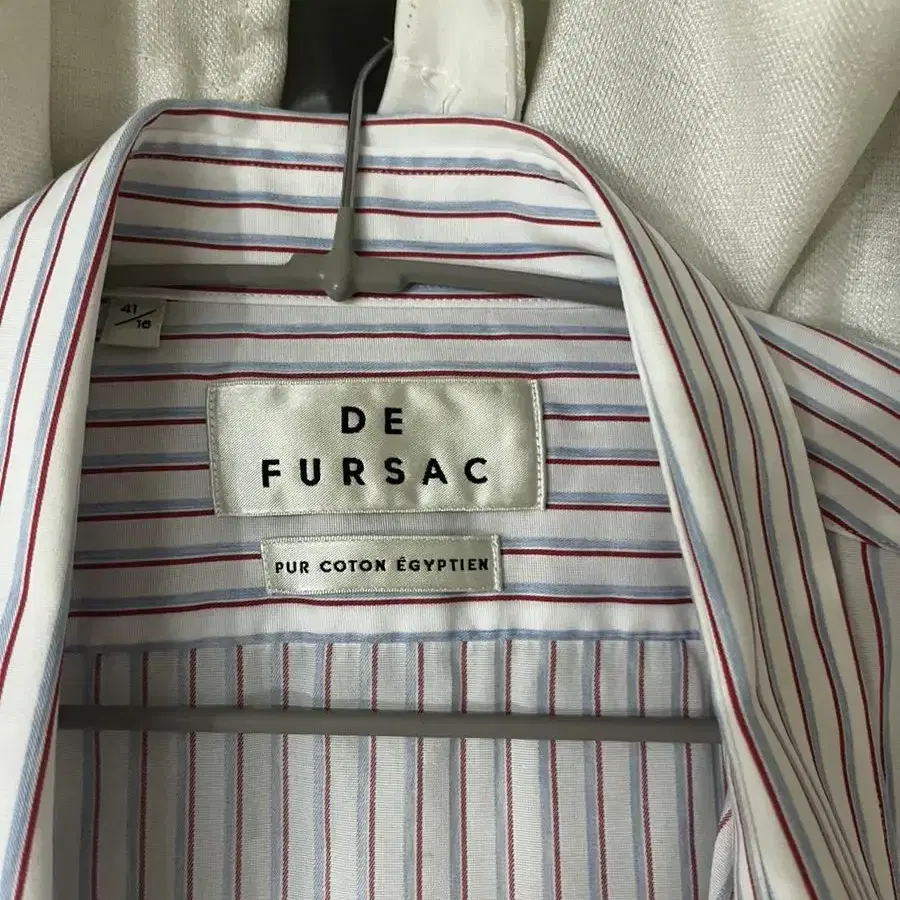 41/16
DE
FURSAC
PUR COTON ÉGYPTIEN